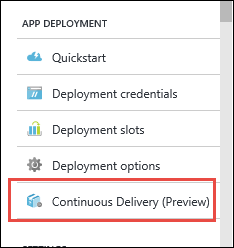 APP DEPLOYMENT
Quickstart
Deployment credentials
Deployment slots
Deployment options
Continuous Delivery (Preview)